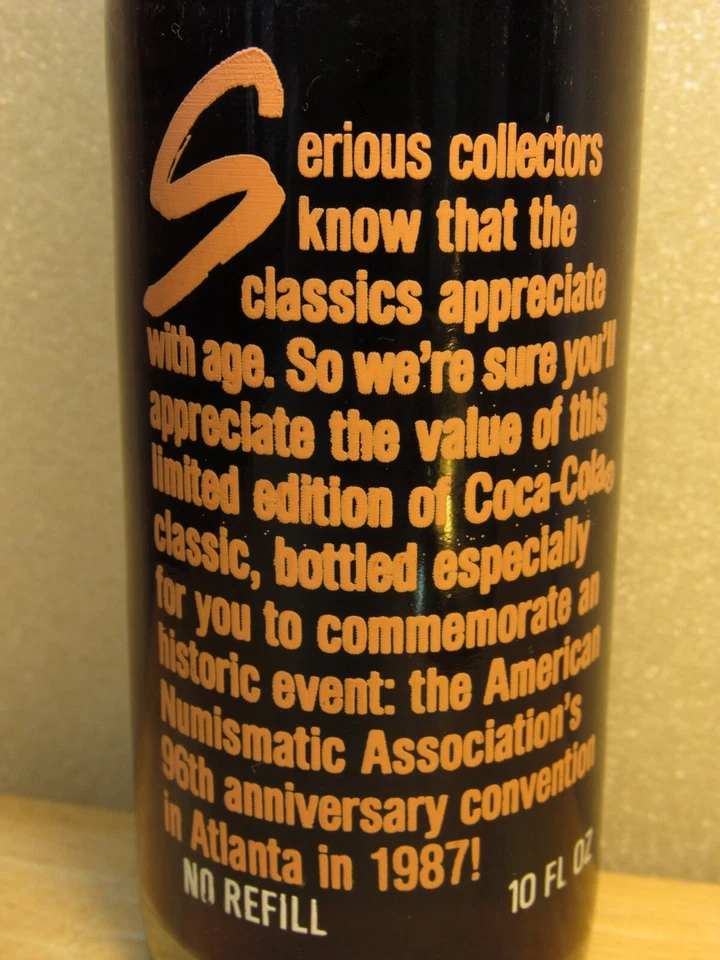 Serious collectors
know that the
classics appreciate
with age. So we're sure you'll
appreciate the value of this
limited edition of Coca-Cola®
classic, bottled especially
for you to commemorate an
historic event: the American
Numismatic Association's
96th anniversary convention
in Atlanta in 1987!
NO REFILL 10 FL OZ